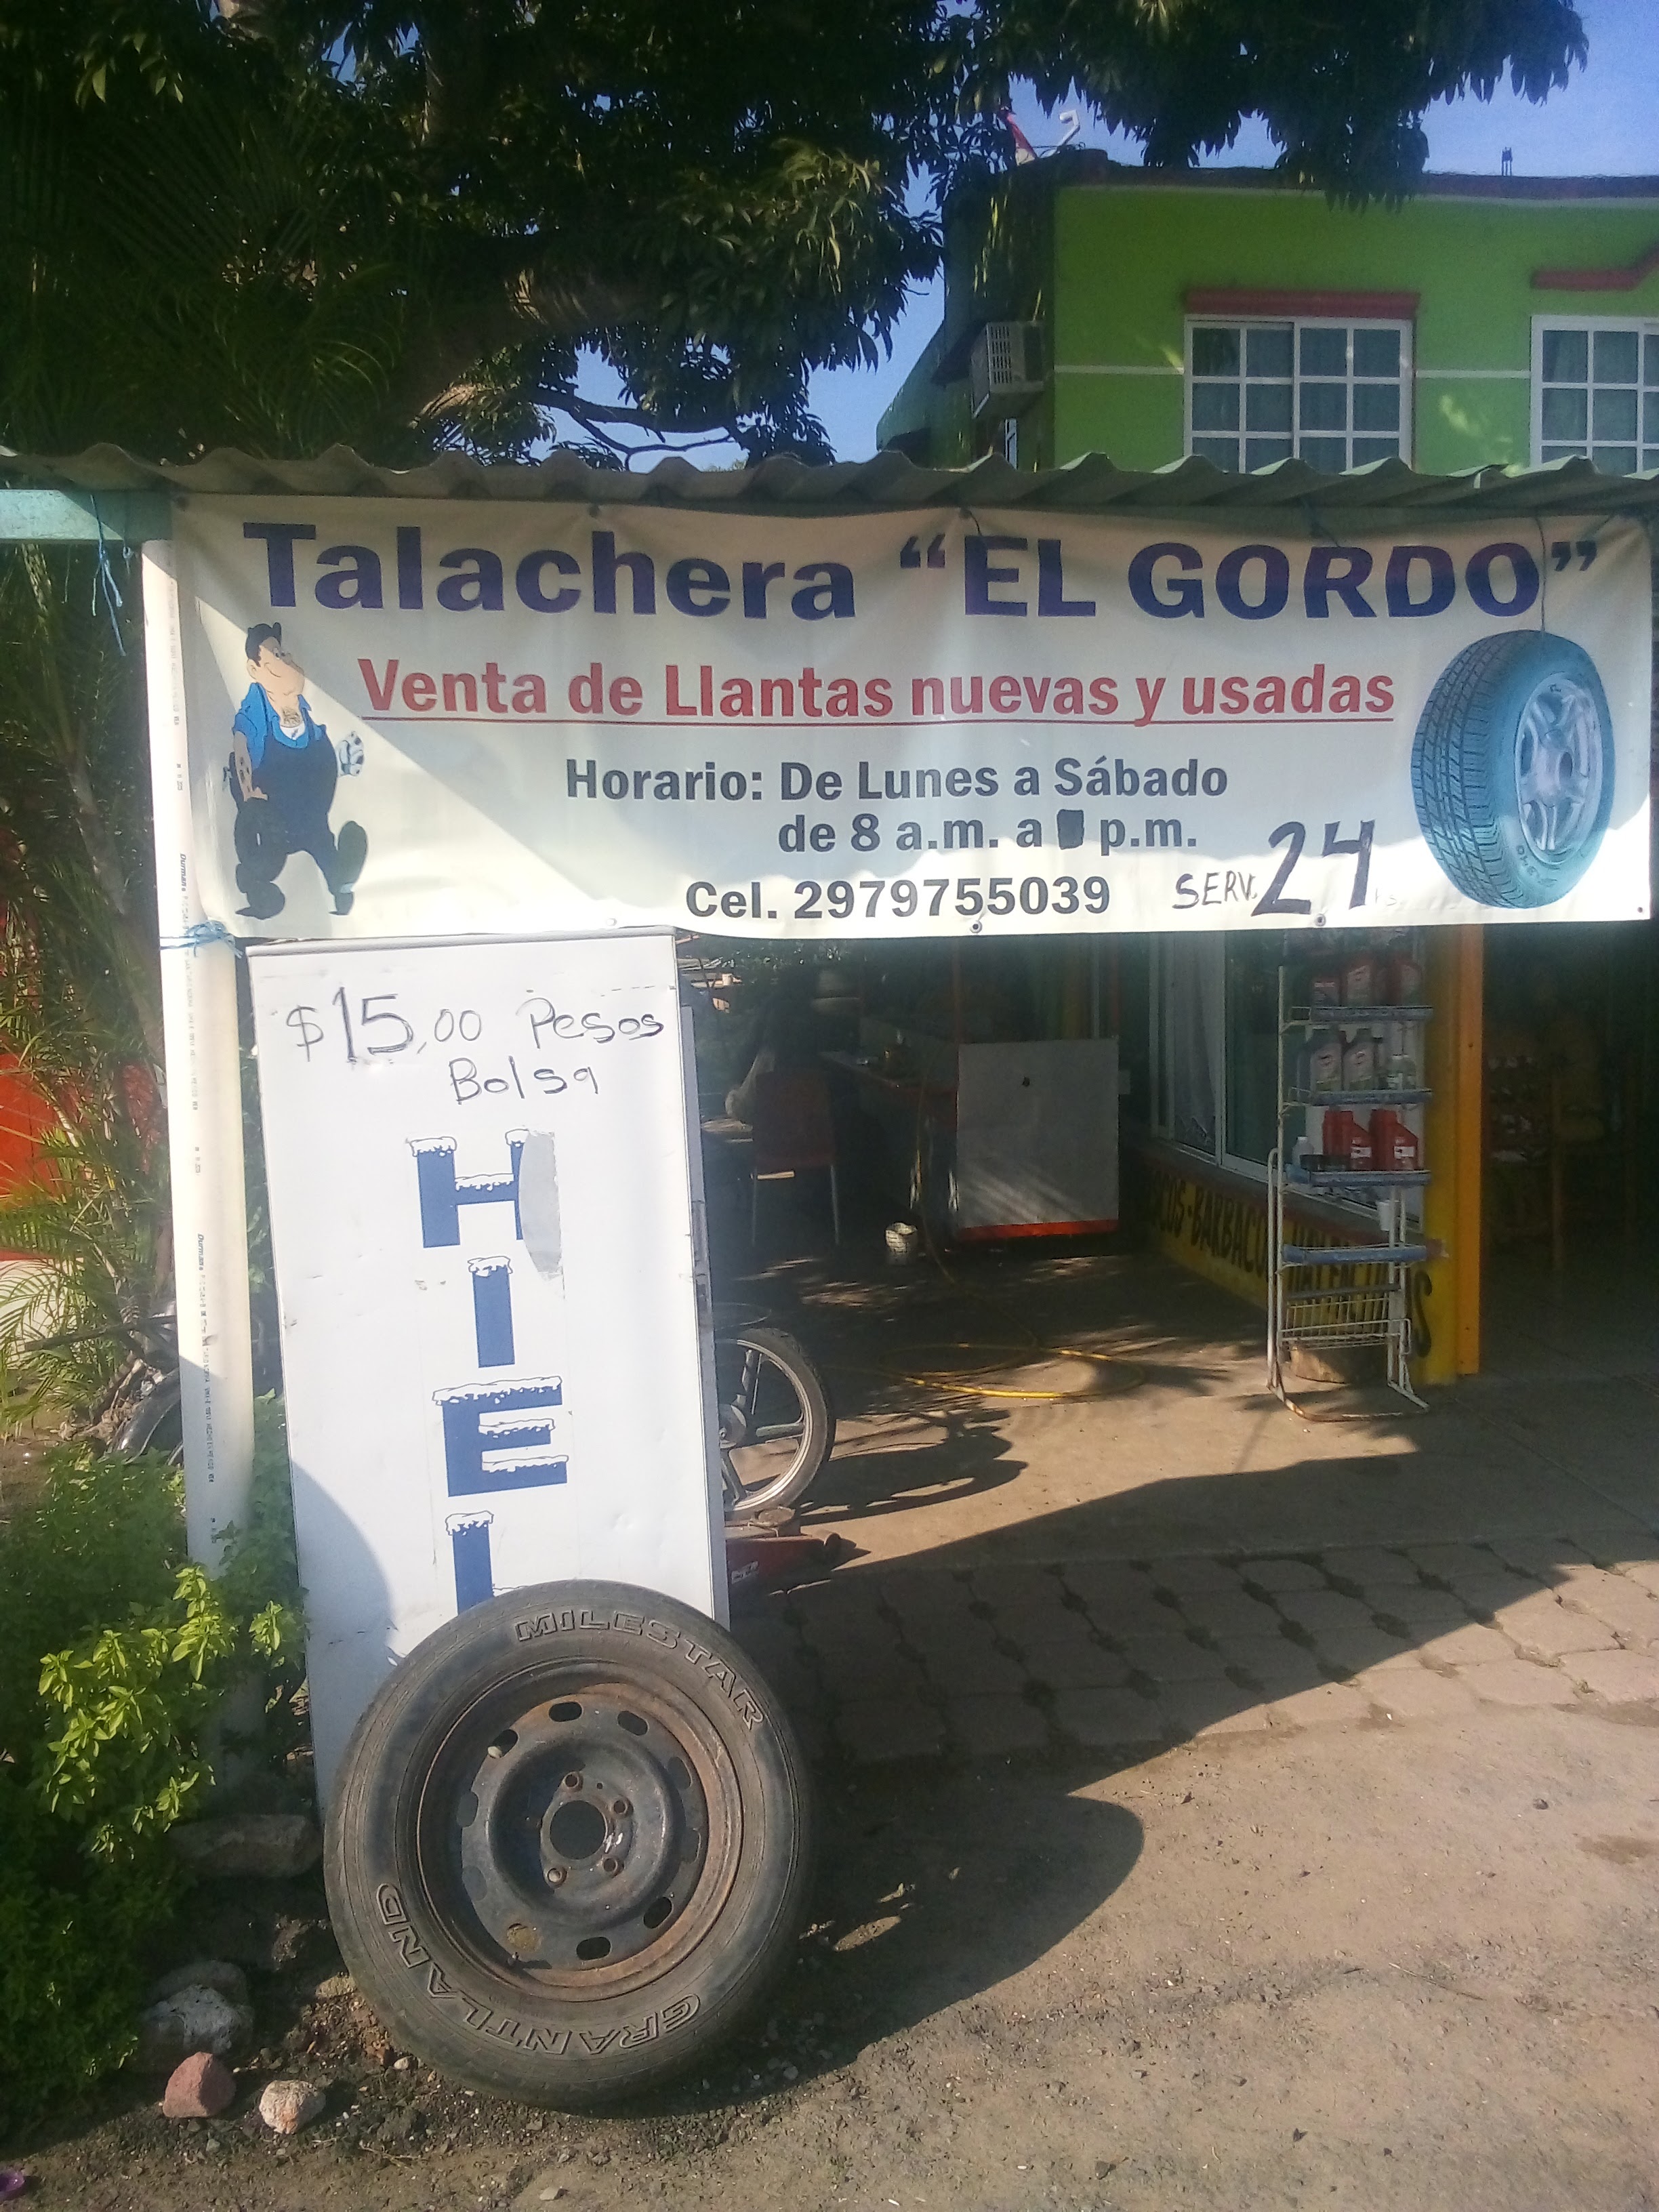 Talachera “EL GORDO”
Venta de Llantas nuevas y usadas
Horario: De Lunes a Sábado
de 8 a.m. a p.m.
Cel. 2979755039
SERV. 24
$15,00 Pesos
Bolsa
H
I
E
L
MILESTAR
GRANTLAND